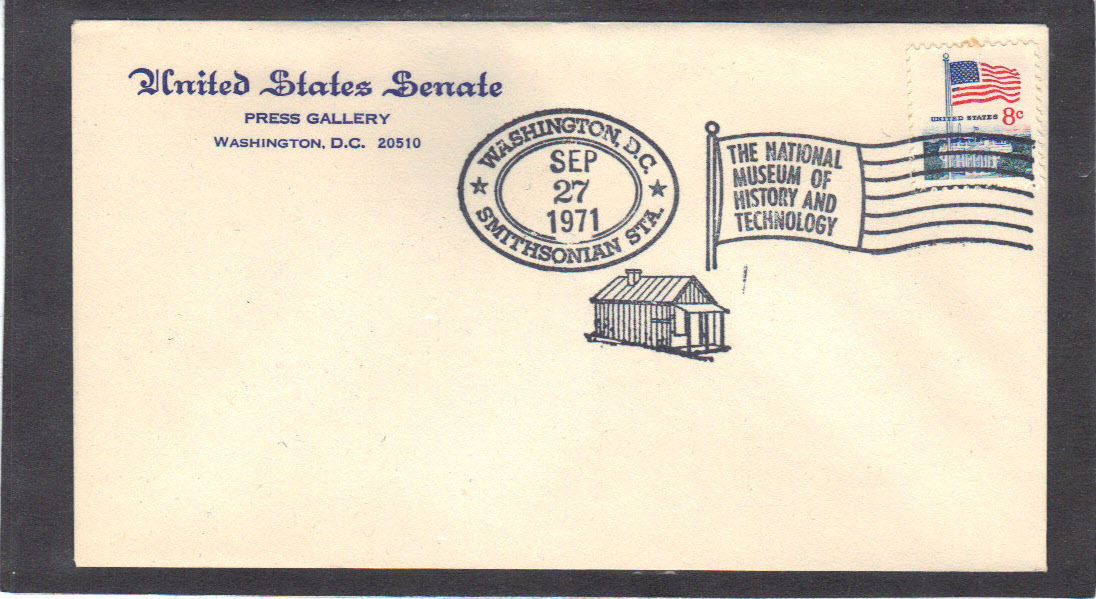 United States Senate
PRESS GALLERY
WASHINGTON, D.C. 20510
UNITED STATES 8c
WASHINGTON, D.C.
SEP
27
1971
SMITHSONIAN STA.
THE NATIONAL
MUSEUM OF
HISTORY AND
TECHNOLOGY